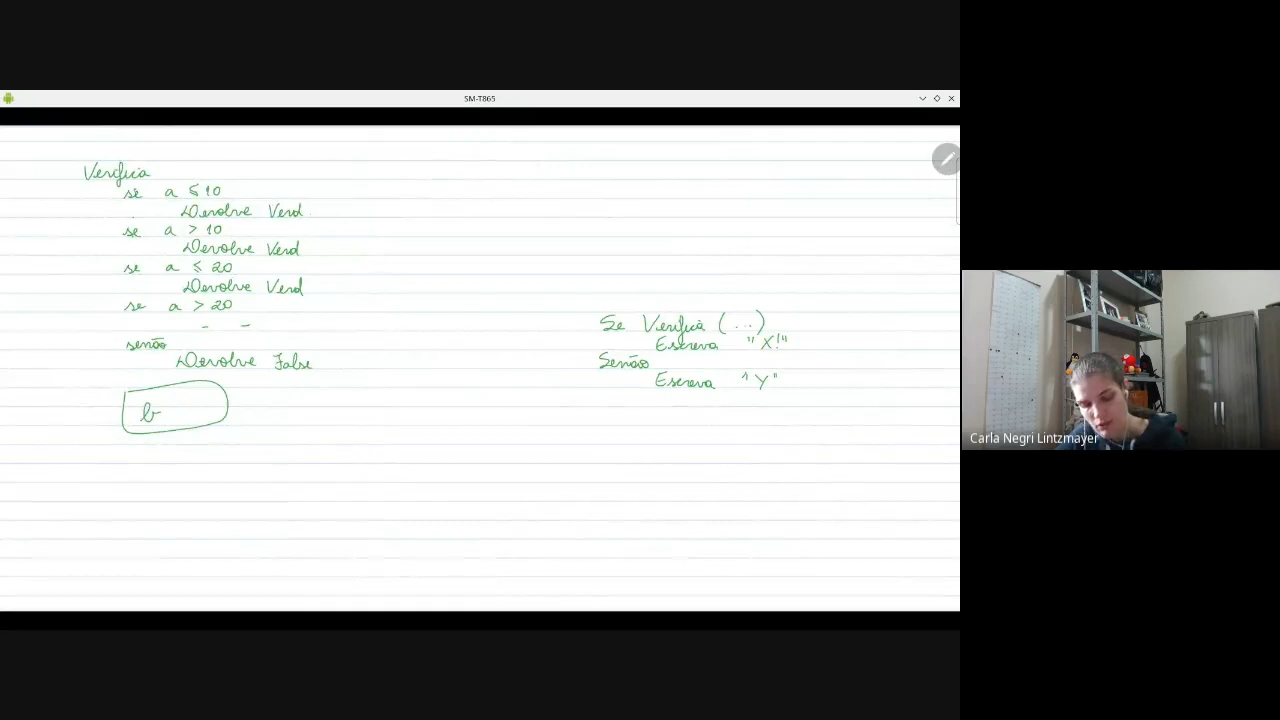 SM-T865
Verifica
se a ≤ 10
Devolve Verd
se a > 10
Devolve Verd
se a ≤ 20
Devolve Verd
se a > 20
- -
senão
Devolve False
b
Se Verifica (...)
Escreva "X!"
Senão
Escreva "Y"
Carla Negri Lintzmayer